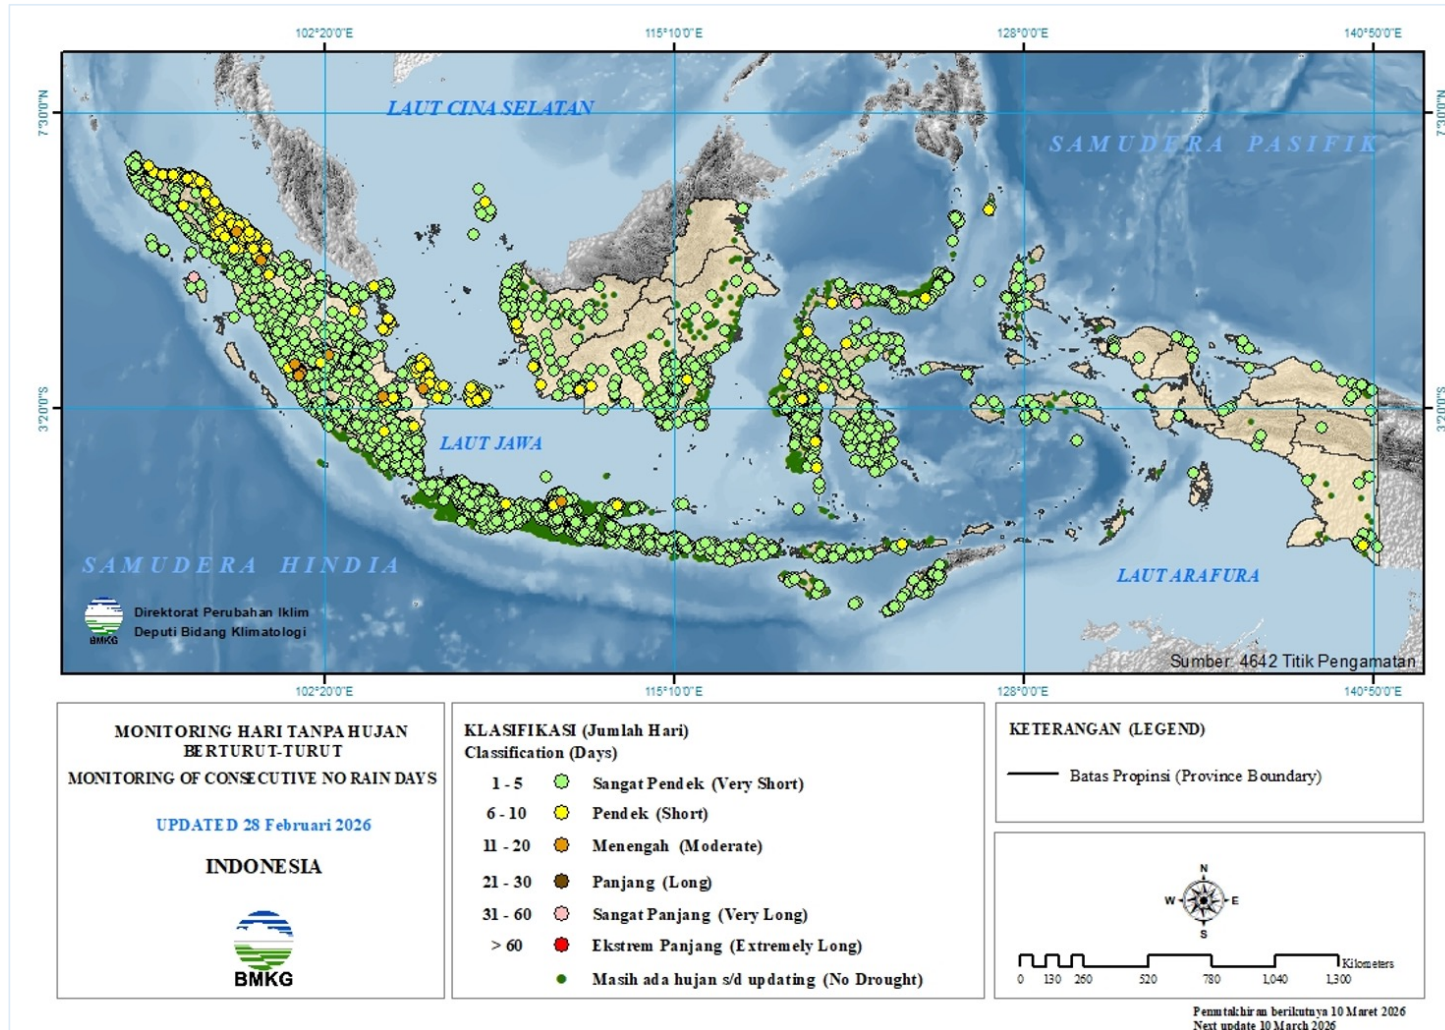 102°20'0"E
115°10'0"E
128°0'0"E
140°50'0"E
7°3'0"N
7°3'0"N
LAUT CINA SELATAN
SAMUDERA PASIFIK
3°2'0"S
3°2'0"S
LAUT JAWA
SAMUDERA HINDIA
LAUT ARAFURA
BMKG
Direktorat Perubahan Iklim
Deputi Bidang Klimatologi
Sumber 4642 Titik Pengamatan
102°20'0"E
115°10'0"E
128°0'0"E
140°50'0"E
MONITORING HARI TANPA HUJAN
BERTURUT-TURUT
MONITORING OF CONSECUTIVE NO RAIN DAYS
UPDATED 28 Februari 2026
INDONESIA
BMKG
KLASIFIKASI (Jumlah Hari)
Classification (Days)
1 - 5 Sangat Pendek (Very Short)
6 - 10 Pendek (Short)
11 - 20 Menengah (Moderate)
21 - 30 Panjang (Long)
31 - 60 Sangat Panjang (Very Long)
> 60 Ekstrem Panjang (Extremely Long)
Masih ada hujan s/d updating (No Drought)
KETERANGAN (LEGEND)
Batas Propinsi (Province Boundary)
N
W E
S
Kilometers
0 130 260 520 780 1,040 1,300
Pemutakhiran berikutnya 10 Maret 2026
Next update 10 March 2026